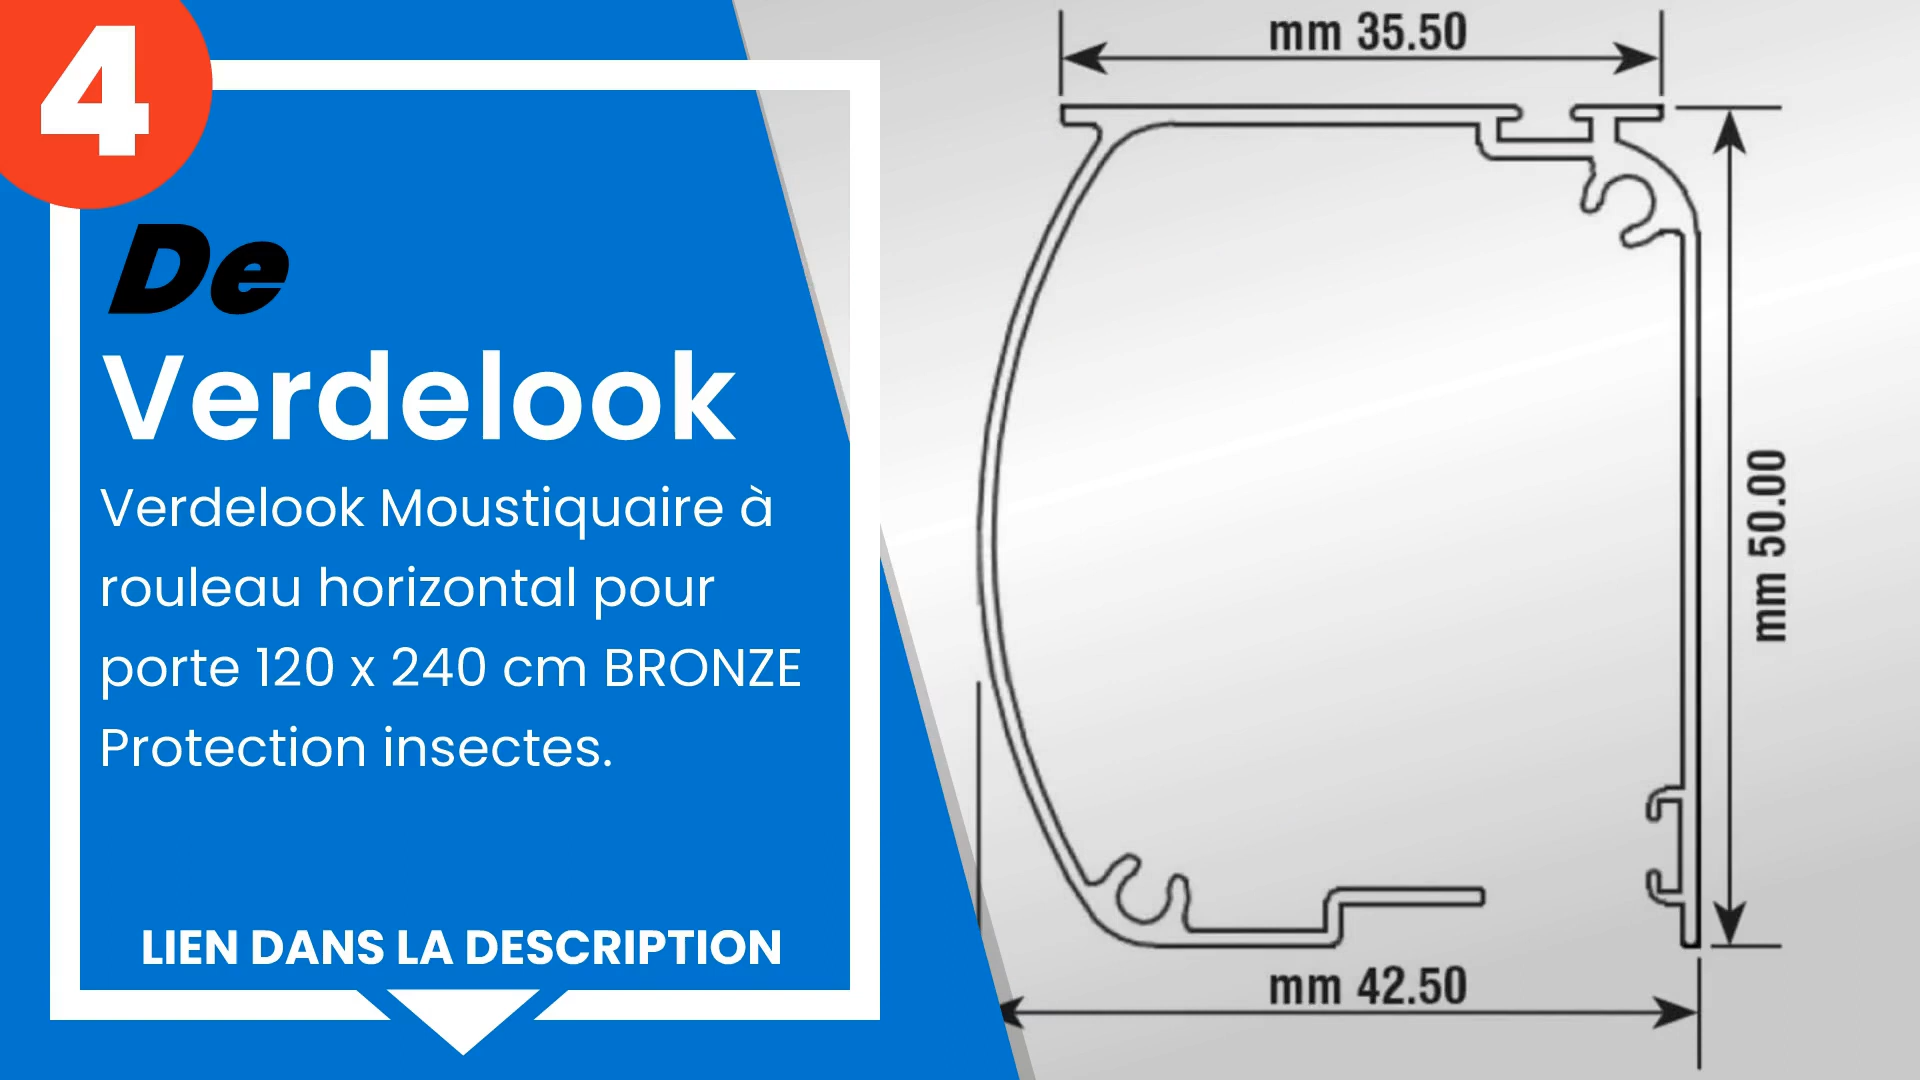 4
De
Verdelook
Verdelook Moustiquaire à
rouleau horizontal pour
porte 120 x 240 cm BRONZE
Protection insectes.
LIEN DANS LA DESCRIPTION
mm 35.50
mm 50.00
mm 42.50